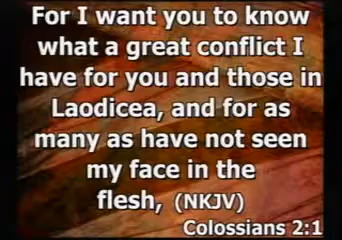 For I want you to know
what a great conflict I
have for you and those in
Laodicea, and for as
many as have not seen
my face in the
flesh, (NKJV)
Colossians 2:1